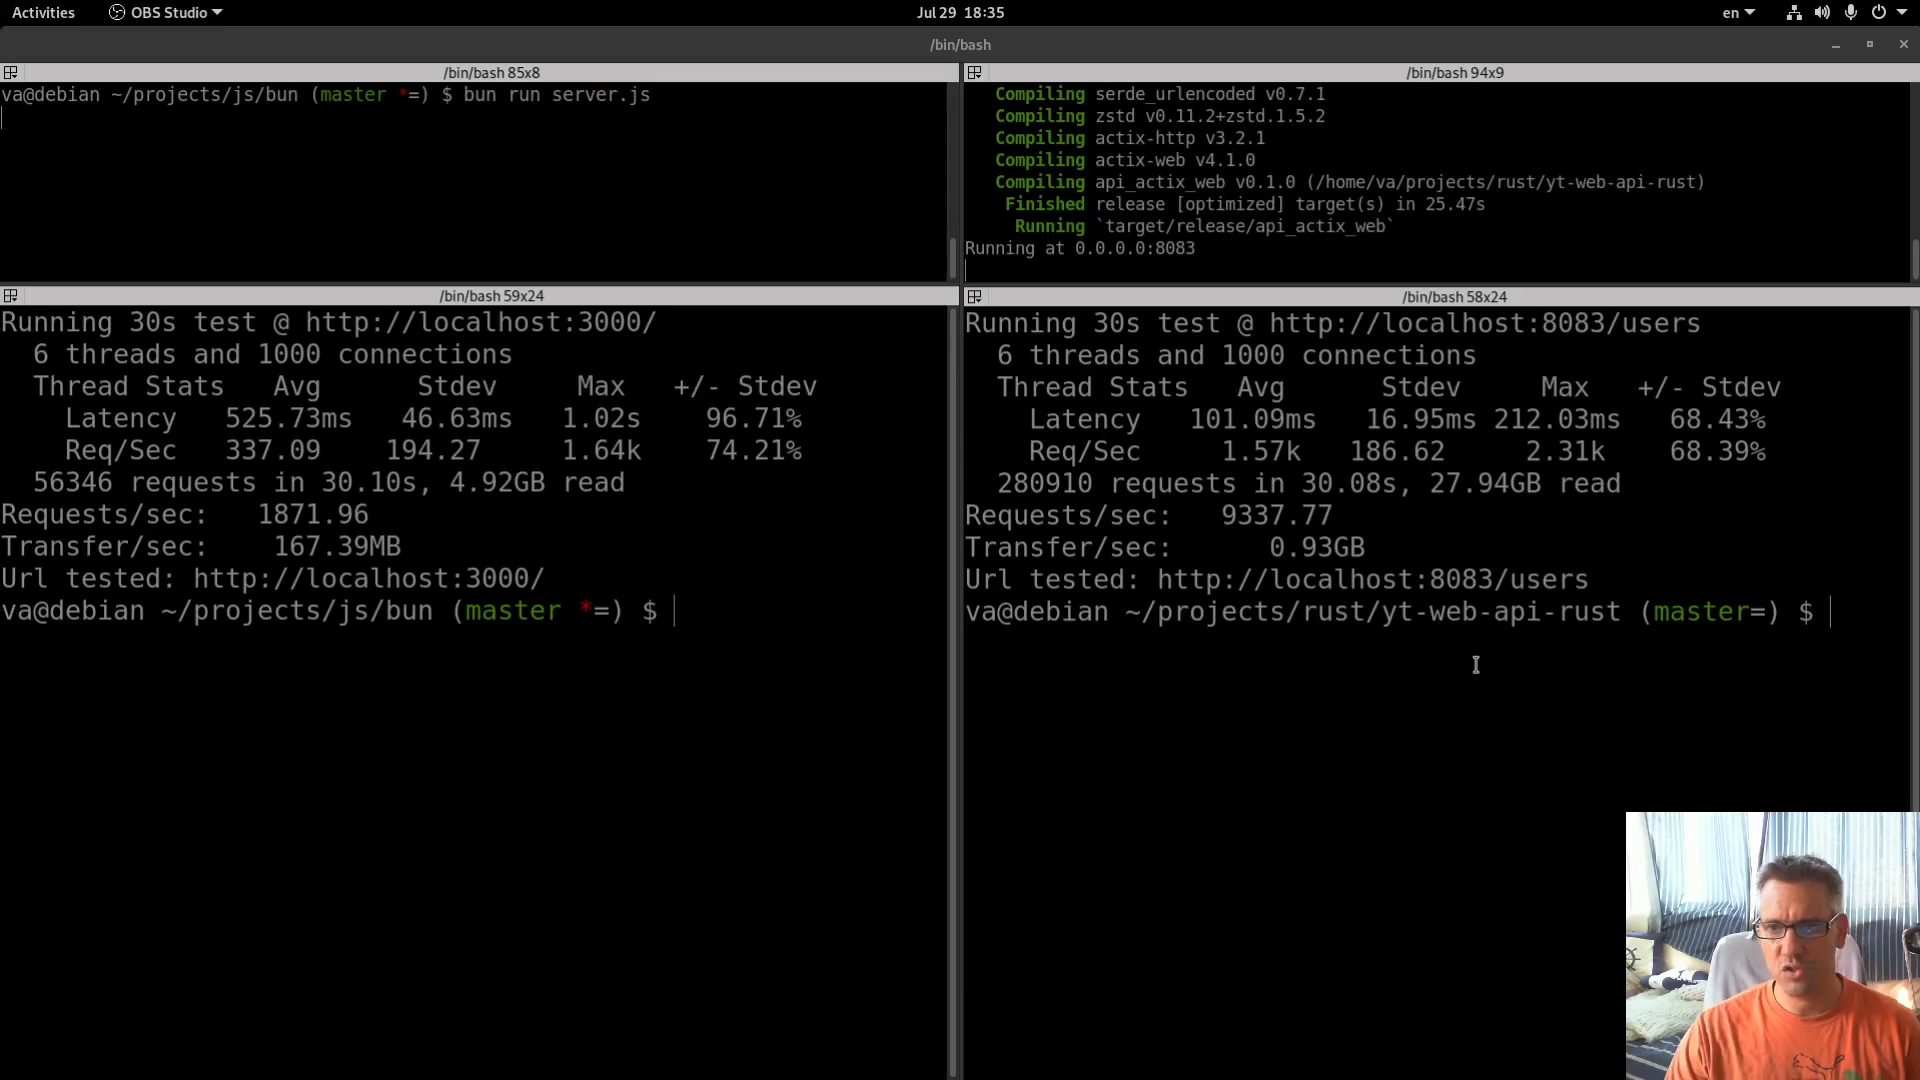 Activities OBS Studio Jul 29 18:35 en
/bin/bash
/bin/bash 85x8
va@debian ~/projects/js/bun (master *=) $ bun run server.js
/bin/bash 94x9
Compiling serde_urlencoded v0.7.1
Compiling zstd v0.11.2+zstd.1.5.2
Compiling actix-http v3.2.1
Compiling actix-web v4.1.0
Compiling api_actix_web v0.1.0 (/home/va/projects/rust/yt-web-api-rust)
Finished release [optimized] target(s) in 25.47s
Running `target/release/api_actix_web`
Running at 0.0.0.0:8083
/bin/bash 59x24
Running 30s test @ http://localhost:3000/
6 threads and 1000 connections
Thread Stats Avg Stdev Max +/- Stdev
Latency 525.73ms 46.63ms 1.02s 96.71%
Req/Sec 337.09 194.27 1.64k 74.21%
56346 requests in 30.10s, 4.92GB read
Requests/sec: 1871.96
Transfer/sec: 167.39MB
Url tested: http://localhost:3000/
va@debian ~/projects/js/bun (master *=) $
/bin/bash 58x24
Running 30s test @ http://localhost:8083/users
6 threads and 1000 connections
Thread Stats Avg Stdev Max +/- Stdev
Latency 101.09ms 16.95ms 212.03ms 68.43%
Req/Sec 1.57k 186.62 2.31k 68.39%
280910 requests in 30.08s, 27.94GB read
Requests/sec: 9337.77
Transfer/sec: 0.93GB
Url tested: http://localhost:8083/users
va@debian ~/projects/rust/yt-web-api-rust (master=) $